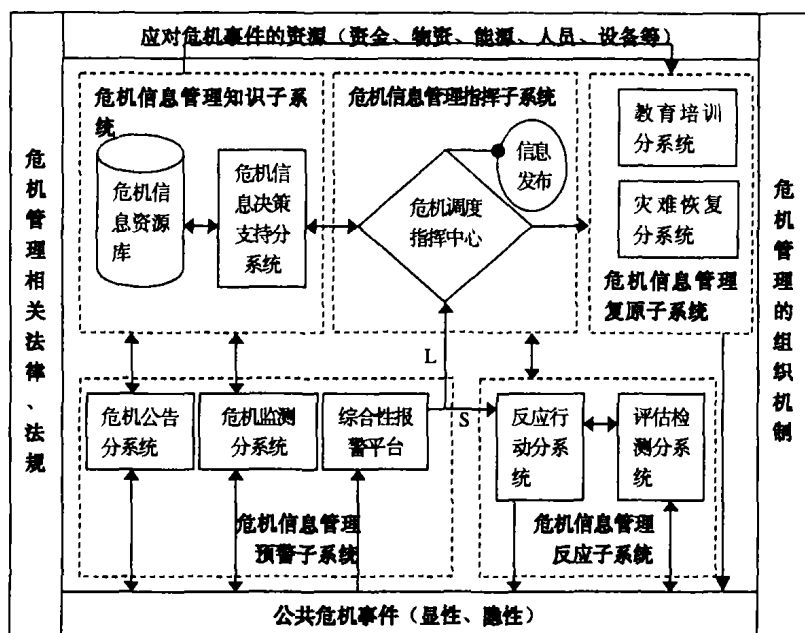 应对危机事件的资源（资金、物资、能源、人员、设备等）
危机管理相关法律、法规
危机信息管理知识子系
统
危机信
息资源
库
危机信
息决策
支持分
系统
危机信息管理指挥子系统
信息
发布
危机调度
指挥中心
教育培训
分系统
灾难恢复
分系统
危机信息管理
复原子系统
危机管理的组织机制
L
S
危机公告
分系统
危机监测
分系统
综合性报
警平台
危机信息管理
预警子系统
反应行
动分系
统
评估检
测分系
统
危机信息管理
反应子系统
公共危机事件（显性、隐性）